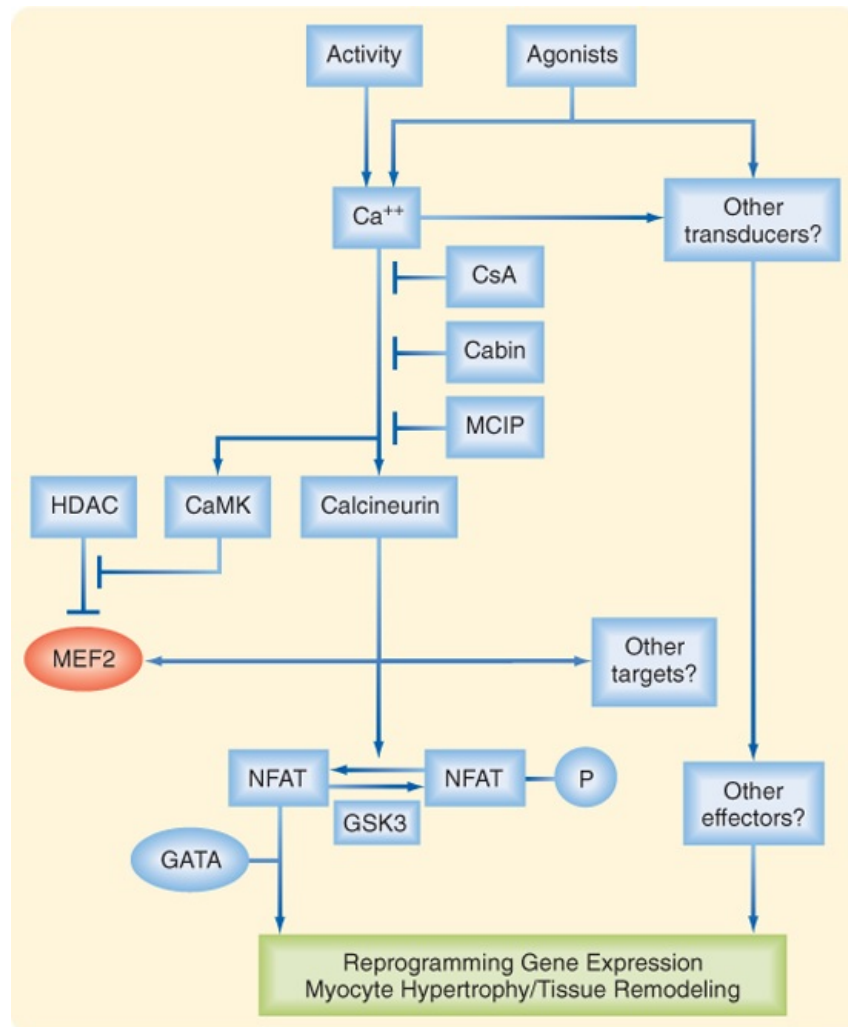 Activity
Agonists
Ca++
Other
transducers?
CsA
Cabin
MCIP
HDAC
CaMK
Calcineurin
MEF2
Other
targets?
NFAT
NFAT
P
GSK3
Other
effectors?
GATA
Reprogramming Gene Expression
Myocyte Hypertrophy/Tissue Remodeling